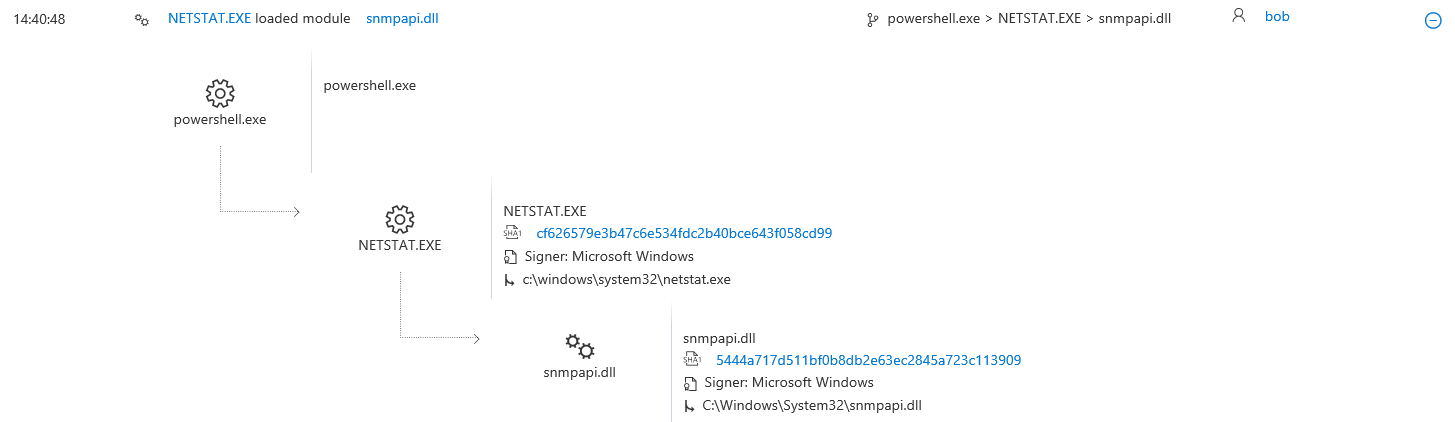 14:40:48 NETSTAT.EXE loaded module snmpapi.dll powershell.exe > NETSTAT.EXE > snmpapi.dll bob
powershell.exe
powershell.exe
NETSTAT.EXE
NETSTAT.EXE
SHA1 cf626579e3b47c6e534fdc2b40bce643f058cd99
Signer: Microsoft Windows
c:\windows\system32\netstat.exe
snmpapi.dll
snmpapi.dll
SHA1 5444a717d511bf0b8db2e63ec2845a723c113909
Signer: Microsoft Windows
C:\Windows\System32\snmpapi.dll